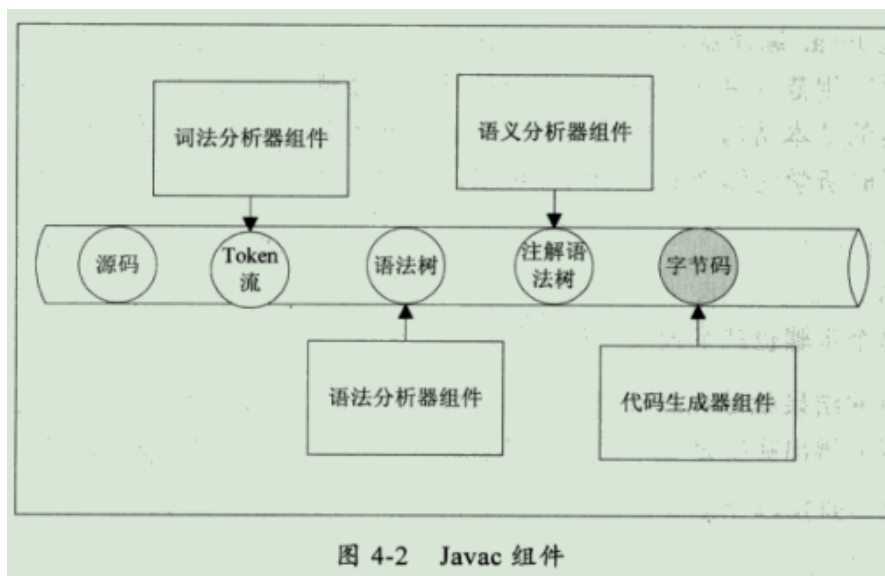 词法分析器组件
语义分析器组件
源码
Token
流
语法树
注解语
法树
字节码
语法分析器组件
代码生成器组件
图 4-2 Javac 组件